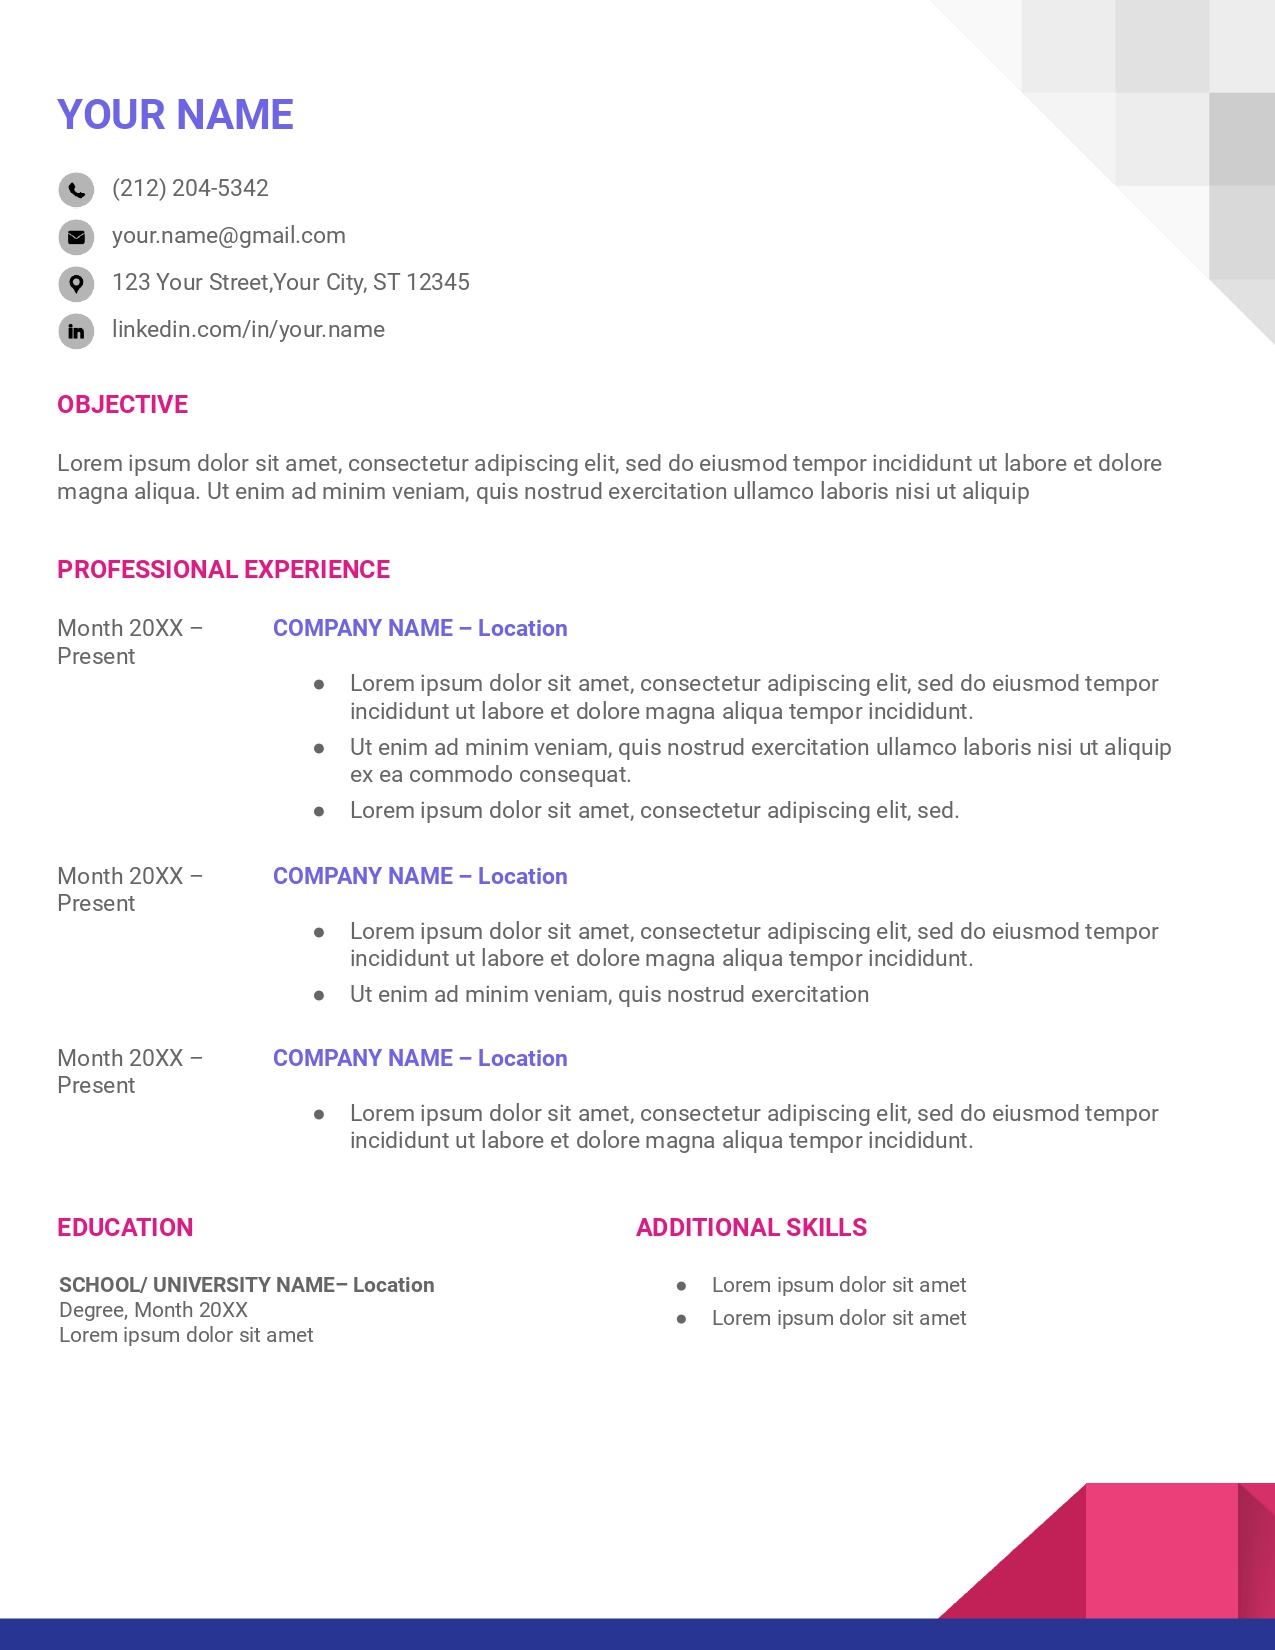 YOUR NAME
(212) 204-5342
your.name@gmail.com
123 Your Street,Your City, ST 12345
linkedin.com/in/your.name
OBJECTIVE
Lorem ipsum dolor sit amet, consectetur adipiscing elit, sed do eiusmod tempor incididunt ut labore et dolore
magna aliqua. Ut enim ad minim veniam, quis nostrud exercitation ullamco laboris nisi ut aliquip
PROFESSIONAL EXPERIENCE
Month 20XX –
Present
COMPANY NAME – Location
● Lorem ipsum dolor sit amet, consectetur adipiscing elit, sed do eiusmod tempor
incididunt ut labore et dolore magna aliqua tempor incididunt.
● Ut enim ad minim veniam, quis nostrud exercitation ullamco laboris nisi ut aliquip
ex ea commodo consequat.
● Lorem ipsum dolor sit amet, consectetur adipiscing elit, sed.
Month 20XX –
Present
COMPANY NAME – Location
● Lorem ipsum dolor sit amet, consectetur adipiscing elit, sed do eiusmod tempor
incididunt ut labore et dolore magna aliqua tempor incididunt.
● Ut enim ad minim veniam, quis nostrud exercitation
Month 20XX –
Present
COMPANY NAME – Location
● Lorem ipsum dolor sit amet, consectetur adipiscing elit, sed do eiusmod tempor
incididunt ut labore et dolore magna aliqua tempor incididunt.
EDUCATION
SCHOOL/ UNIVERSITY NAME– Location
Degree, Month 20XX
Lorem ipsum dolor sit amet
ADDITIONAL SKILLS
● Lorem ipsum dolor sit amet
● Lorem ipsum dolor sit amet